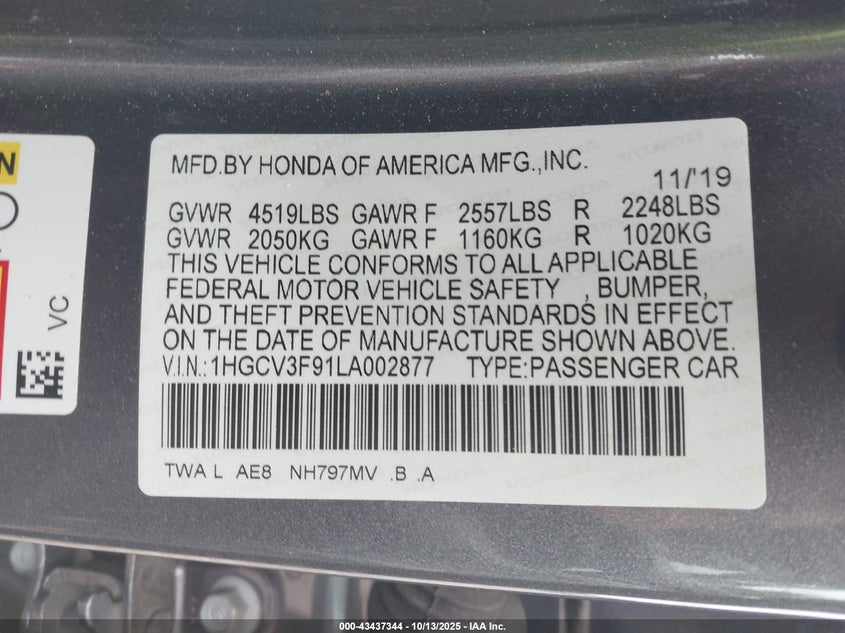 N
VC
MFD.BY HONDA OF AMERICA MFG.,INC.
11/'19
GVWR 4519LBS GAWR F 2557LBS R 2248LBS
GVWR 2050KG GAWR F 1160KG R 1020KG
THIS VEHICLE CONFORMS TO ALL APPLICABLE
FEDERAL MOTOR VEHICLE SAFETY , BUMPER,
AND THEFT PREVENTION STANDARDS IN EFFECT
ON THE DATE OF MANUFACTURE SHOWN ABOVE.
V.I.N.:1HGCV3F91LA002877 TYPE:PASSENGER CAR
TWA L AE8 NH797MV .B .A
000-43437344 | 10/13/2025 - IAA Inc.